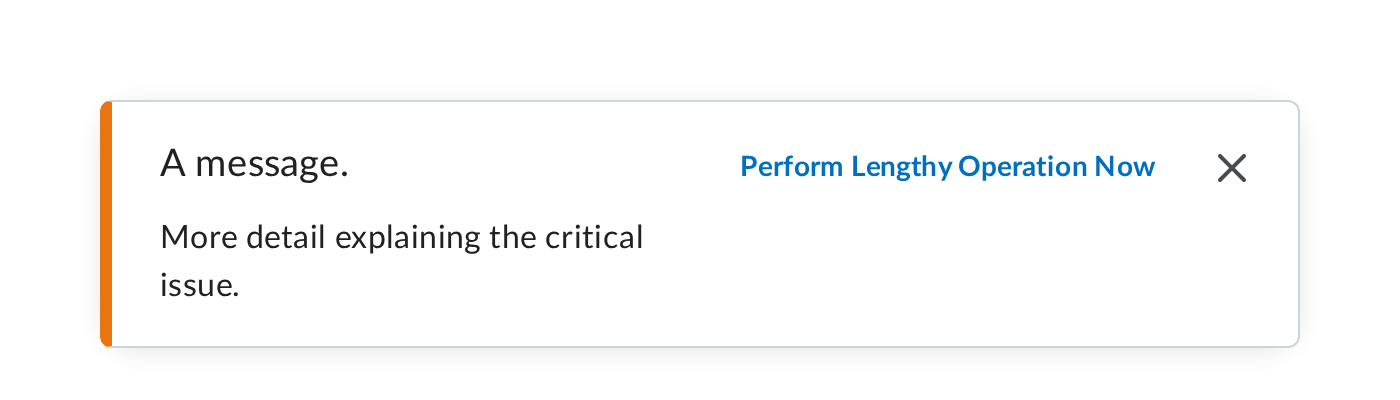 A message.
Perform Lengthy Operation Now
More detail explaining the critical
issue.